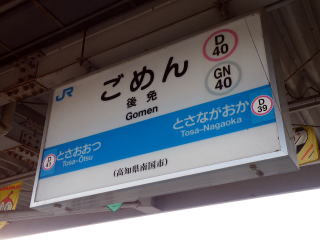 JR
ごめん
後免
Gomen
D
40
GN
40
とさおおつ
Tosa-Ōtsu
D
41
とさながおか
Tosa-Nagaoka
D
39
(高知県南国市)